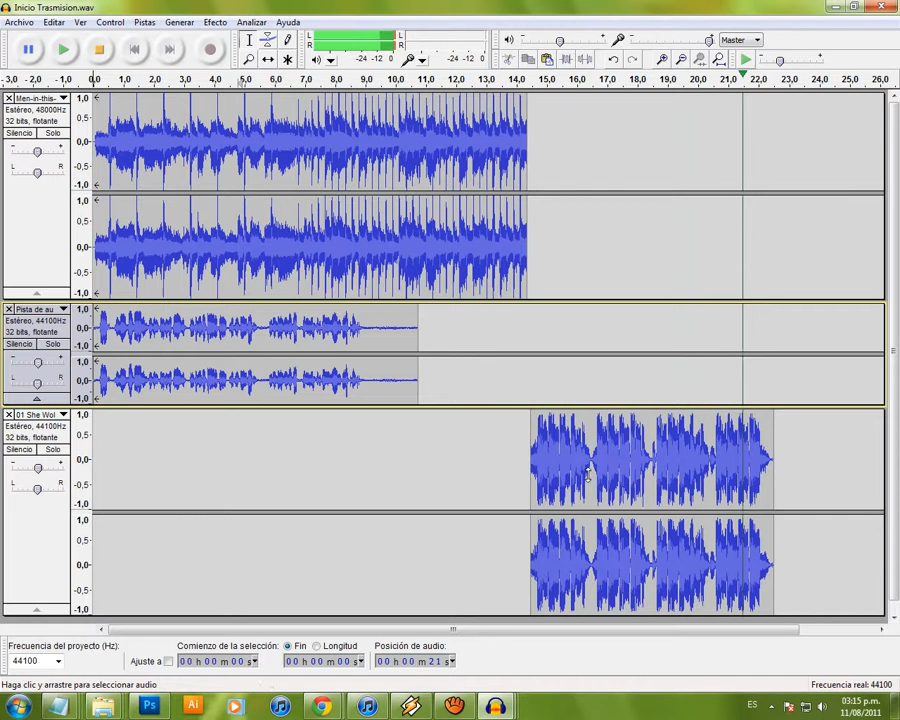 Inicio Trasmision.wav
Archivo Editar Ver Control Pistas Generar Efecto Analizar Ayuda
L R -24 -12 0 L R -24 -12 0 Master
-3,0 -2,0 -1,0 0,0 1,0 2,0 3,0 4,0 5,0 6,0 7,0 8,0 9,0 10,0 11,0 12,0 13,0 14,0 15,0 16,0 17,0 18,0 19,0 20,0 21,0 22,0 23,0 24,0 25,0 26,0
Men-in-this-
Estéreo, 48000Hz
32 bits, flotante
Silencio Solo
- +
L R
1,0
0,5
0,0
-0,5
-1,0
1,0
0,5
0,0
-0,5
-1,0
Pista de au
Estéreo, 44100Hz
32 bits, flotante
Silencio Solo
- +
L R
1,0
0,0
-1,0
1,0
0,0
-1,0
01 She Wol
Estéreo, 44100Hz
32 bits, flotante
Silencio Solo
- +
L R
1,0
0,5
0,0
-0,5
-1,0
1,0
0,5
0,0
-0,5
-1,0
Frecuencia del proyecto (Hz): Comienzo de la selección: Fin Longitud Posición de audio:
44100 Ajuste a 00 h 00 m 00 s 00 h 00 m 00 s 00 h 00 m 21 s
Haga clic y arrastre para seleccionar audio Frecuencia real: 44100
Ps Ai ES 03:15 p.m.
11/08/2011